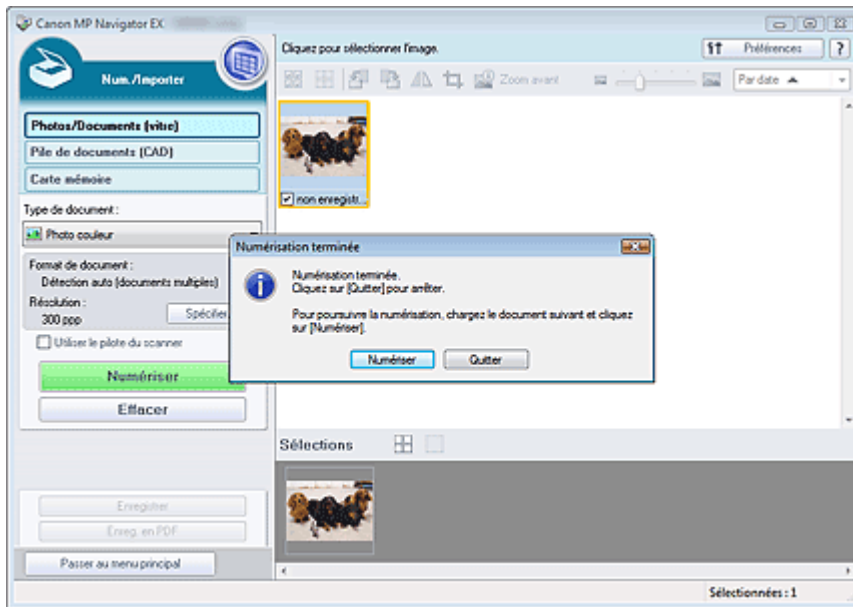 Canon MP Navigator EX
Num./Importer
Photos/Documents (vitre)
Pile de documents (CAD)
Carte mémoire
Type de document :
Photo couleur
Format de document :
Détection auto (documents multiples)
Résolution :
300 ppp
Spécifier
Utiliser le pilote du scanner
Numériser
Effacer
Enregistrer
Enreg. en PDF
Passer au menu principal
Cliquez pour sélectionner l'image.
Préférences
?
Zoom avant
Par date
non enregistr...
Numérisation terminée
Numérisation terminée.
Cliquez sur [Quitter] pour arrêter.
Pour poursuivre la numérisation, chargez le document suivant et cliquez
sur [Numériser].
Numériser
Quitter
Sélections
Sélectionnées : 1